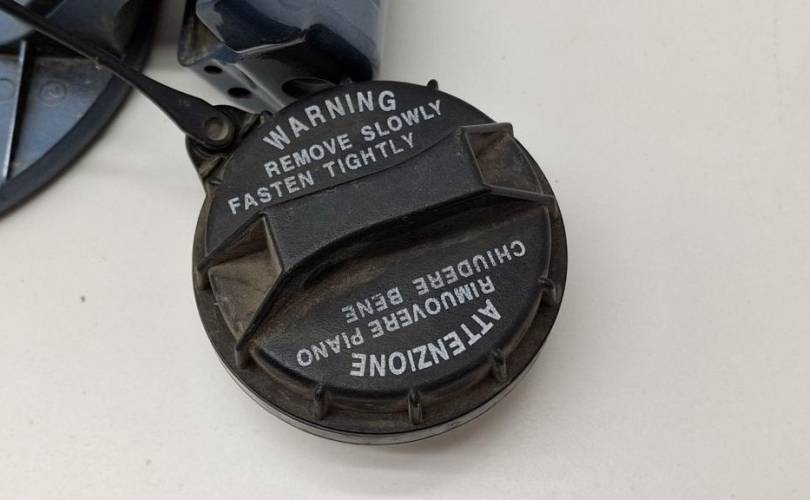 WARNING
REMOVE SLOWLY
FASTEN TIGHTLY
ATTENZIONE
RIMUOVERE PIANO
CHIUDERE BENE